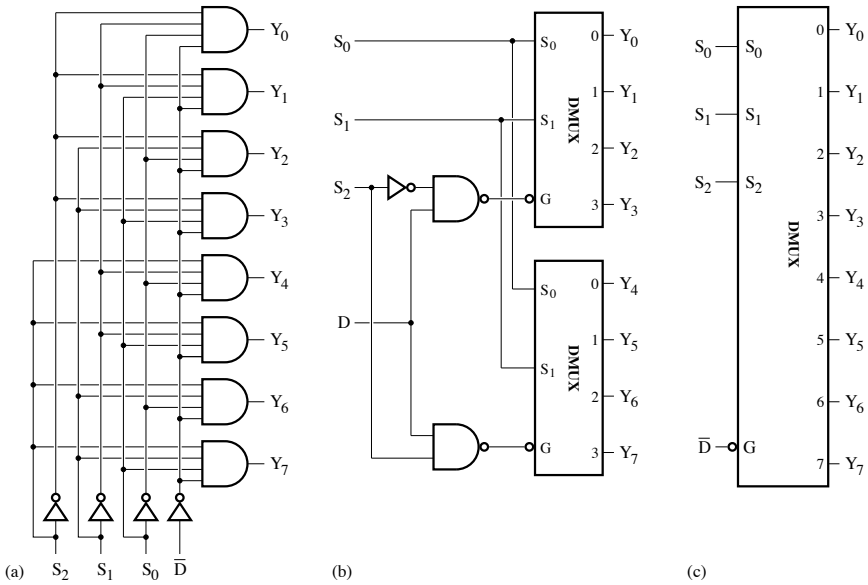 Y0
Y1
Y2
Y3
Y4
Y5
Y6
Y7
(a) S2 S1 S0 D̅
S0
S1
S2
D
S0
S1
G
DMUX
0 Y0
1 Y1
2 Y2
3 Y3
S0
S1
G
DMUX
0 Y4
1 Y5
2 Y6
3 Y7
(b)
S0 S0
S1 S1
S2 S2
DMUX
D̅ G
0 Y0
1 Y1
2 Y2
3 Y3
4 Y4
5 Y5
6 Y6
7 Y7
(c)